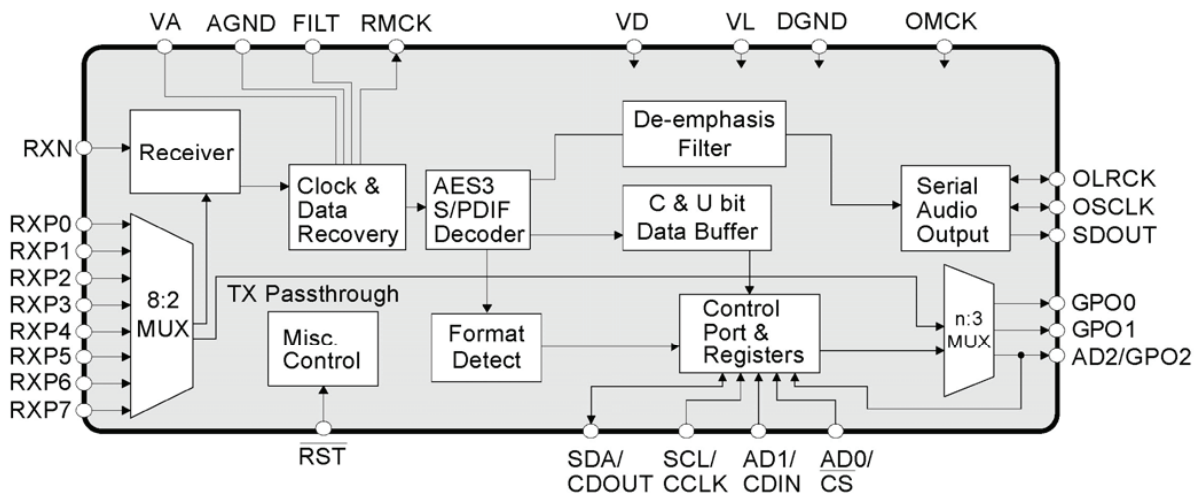 VA
AGND
FILT
RMCK
VD
VL
DGND
OMCK
RXN
Receiver
De-emphasis
Filter
Clock &
Data
Recovery
AES3
S/PDIF
Decoder
Serial
Audio
Output
OLRCK
OSCLK
SDOUT
C & U bit
Data Buffer
RXP0
RXP1
RXP2
RXP3
RXP4
RXP5
RXP6
RXP7
8:2
MUX
TX Passthrough
Misc.
Control
Format
Detect
Control
Port &
Registers
n:3
MUX
GPO0
GPO1
AD2/GPO2
RST
SDA/
CDOUT
SCL/
CCLK
AD1/
CDIN
AD0/
CS